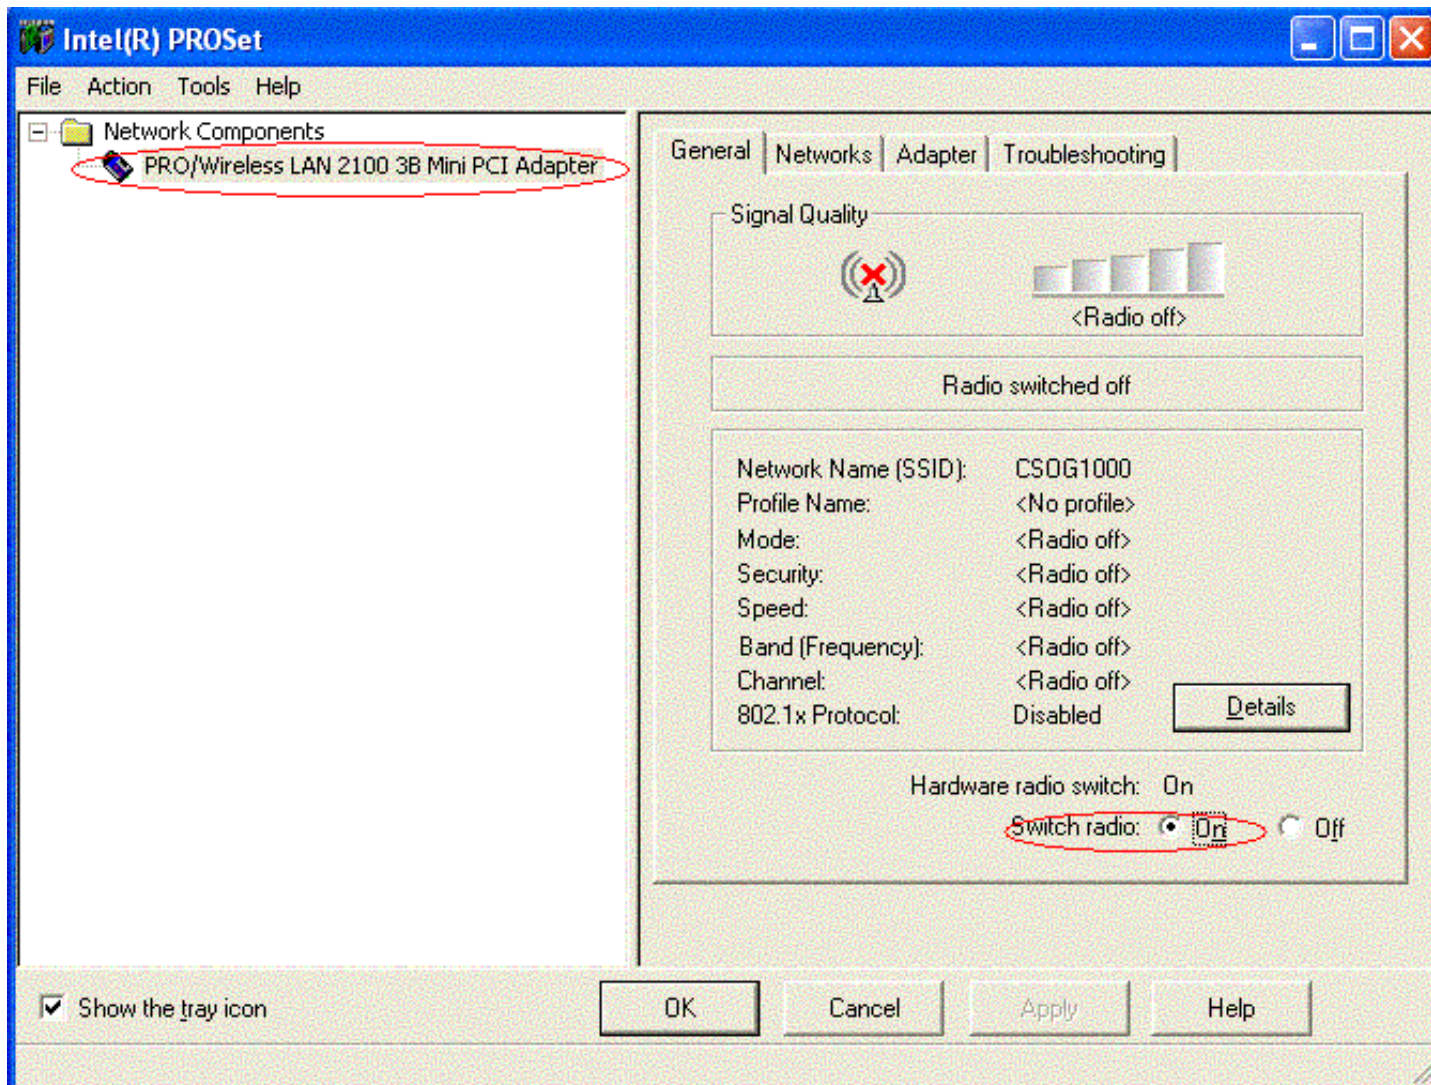 Intel(R) PROSet
File Action Tools Help
Network Components
PRO/Wireless LAN 2100 3B Mini PCI Adapter
General Networks Adapter Troubleshooting
Signal Quality
<Radio off>
Radio switched off
Network Name (SSID): CSOG1000
Profile Name: <No profile>
Mode: <Radio off>
Security: <Radio off>
Speed: <Radio off>
Band (Frequency): <Radio off>
Channel: <Radio off>
802.1x Protocol: Disabled
Details
Hardware radio switch: On
Switch radio: On Off
Show the tray icon
OK Cancel Apply Help